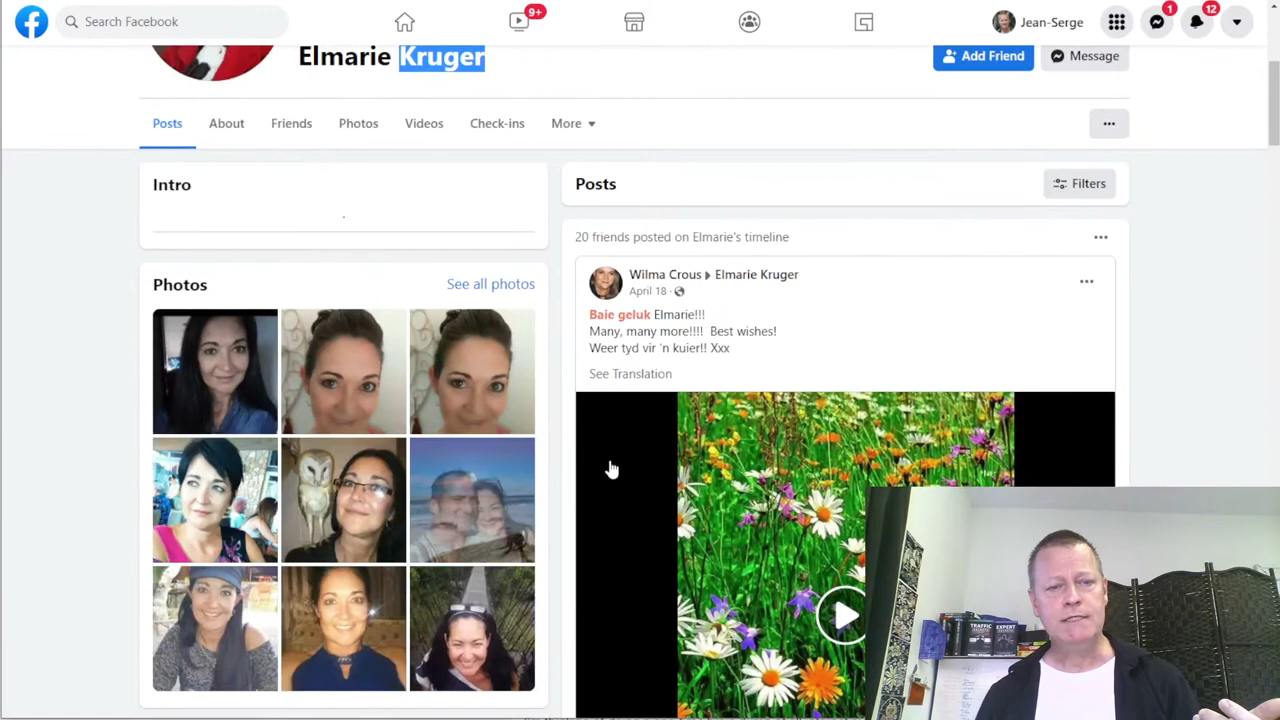 Search Facebook
9+
Jean-Serge
1
12
Elmarie Kruger
Add Friend
Message
Posts
About
Friends
Photos
Videos
Check-ins
More
Intro
Posts
Filters
20 friends posted on Elmarie's timeline
Wilma Crous Elmarie Kruger
April 18 ·
Baie geluk Elmarie!!!
Many, many more!!!! Best wishes!
Weer tyd vir 'n kuier!! Xxx
See Translation
Photos
See all photos
TRAFFIC
EXPERT